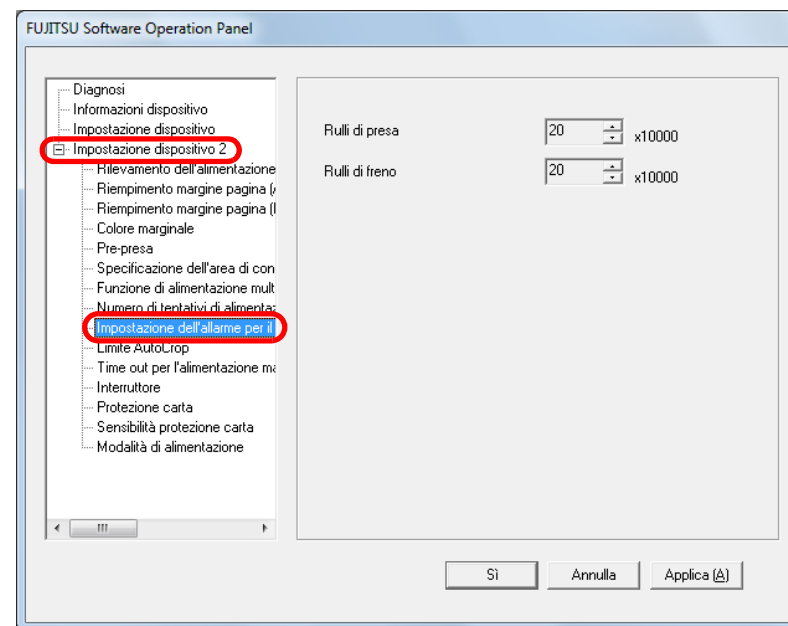 FUJITSU Software Operation Panel
Diagnosi
Informazioni dispositivo
Impostazione dispositivo
Impostazione dispositivo 2
Rilevamento dell'alimentazione
Riempimento margine pagina (
Riempimento margine pagina (
Colore marginale
Pre-presa
Specificazione dell'area di con
Funzione di alimentazione mult
Numero di tentativi di alimentaz
Impostazione dell'allarme per il
Limite AutoCrop
Time out per l'alimentazione ma
Interruttore
Protezione carta
Sensibilità protezione carta
Modalità di alimentazione
Rulli di presa 20 x10000
Rulli di freno 20 x10000
Sì Annulla Applica (A)